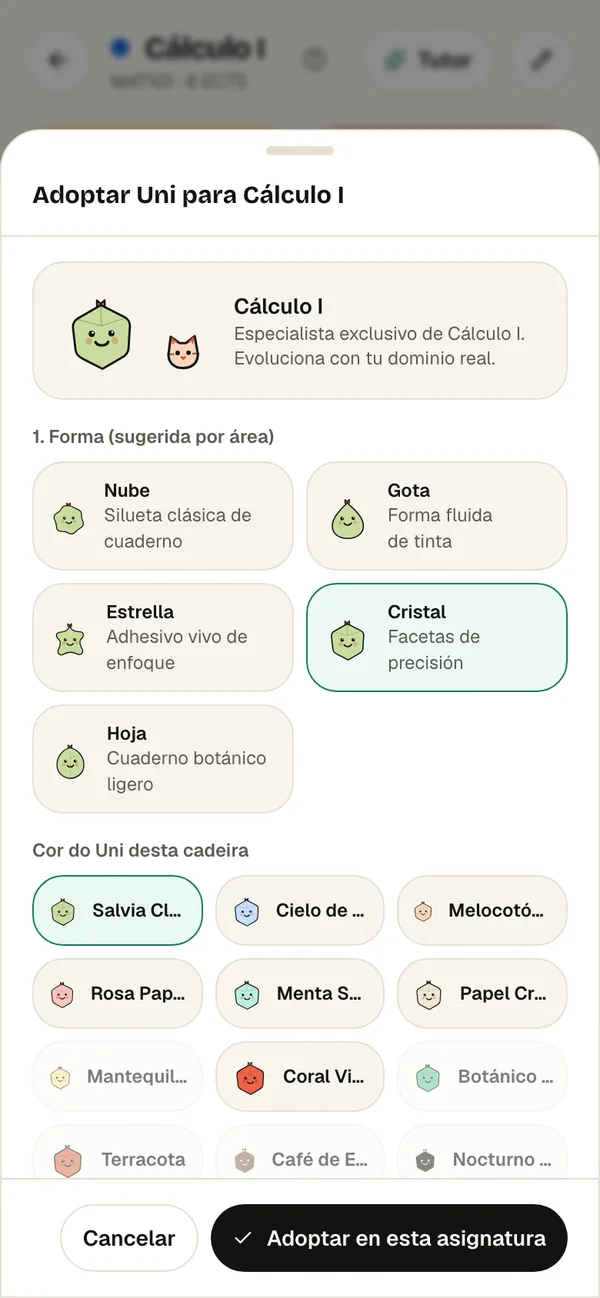 Cálculo I
Tutor
Adoptar Uni para Cálculo I
Cálculo I
Especialista exclusivo de Cálculo I.
Evoluciona con tu dominio real.
1. Forma (sugerida por área)
Nube
Silueta clásica de
cuaderno
Gota
Forma fluida
de tinta
Estrella
Adhesivo vivo de
enfoque
Cristal
Facetas de
precisión
Hoja
Cuaderno botánico
ligero
Cor do Uni desta cadeira
Salvia Cl...
Cielo de ...
Melocotó...
Rosa Pap...
Menta S...
Papel Cr...
Mantequil...
Coral Vi...
Botánico ...
Terracota
Café de E...
Nocturno ...
Cancelar
Adoptar en esta asignatura